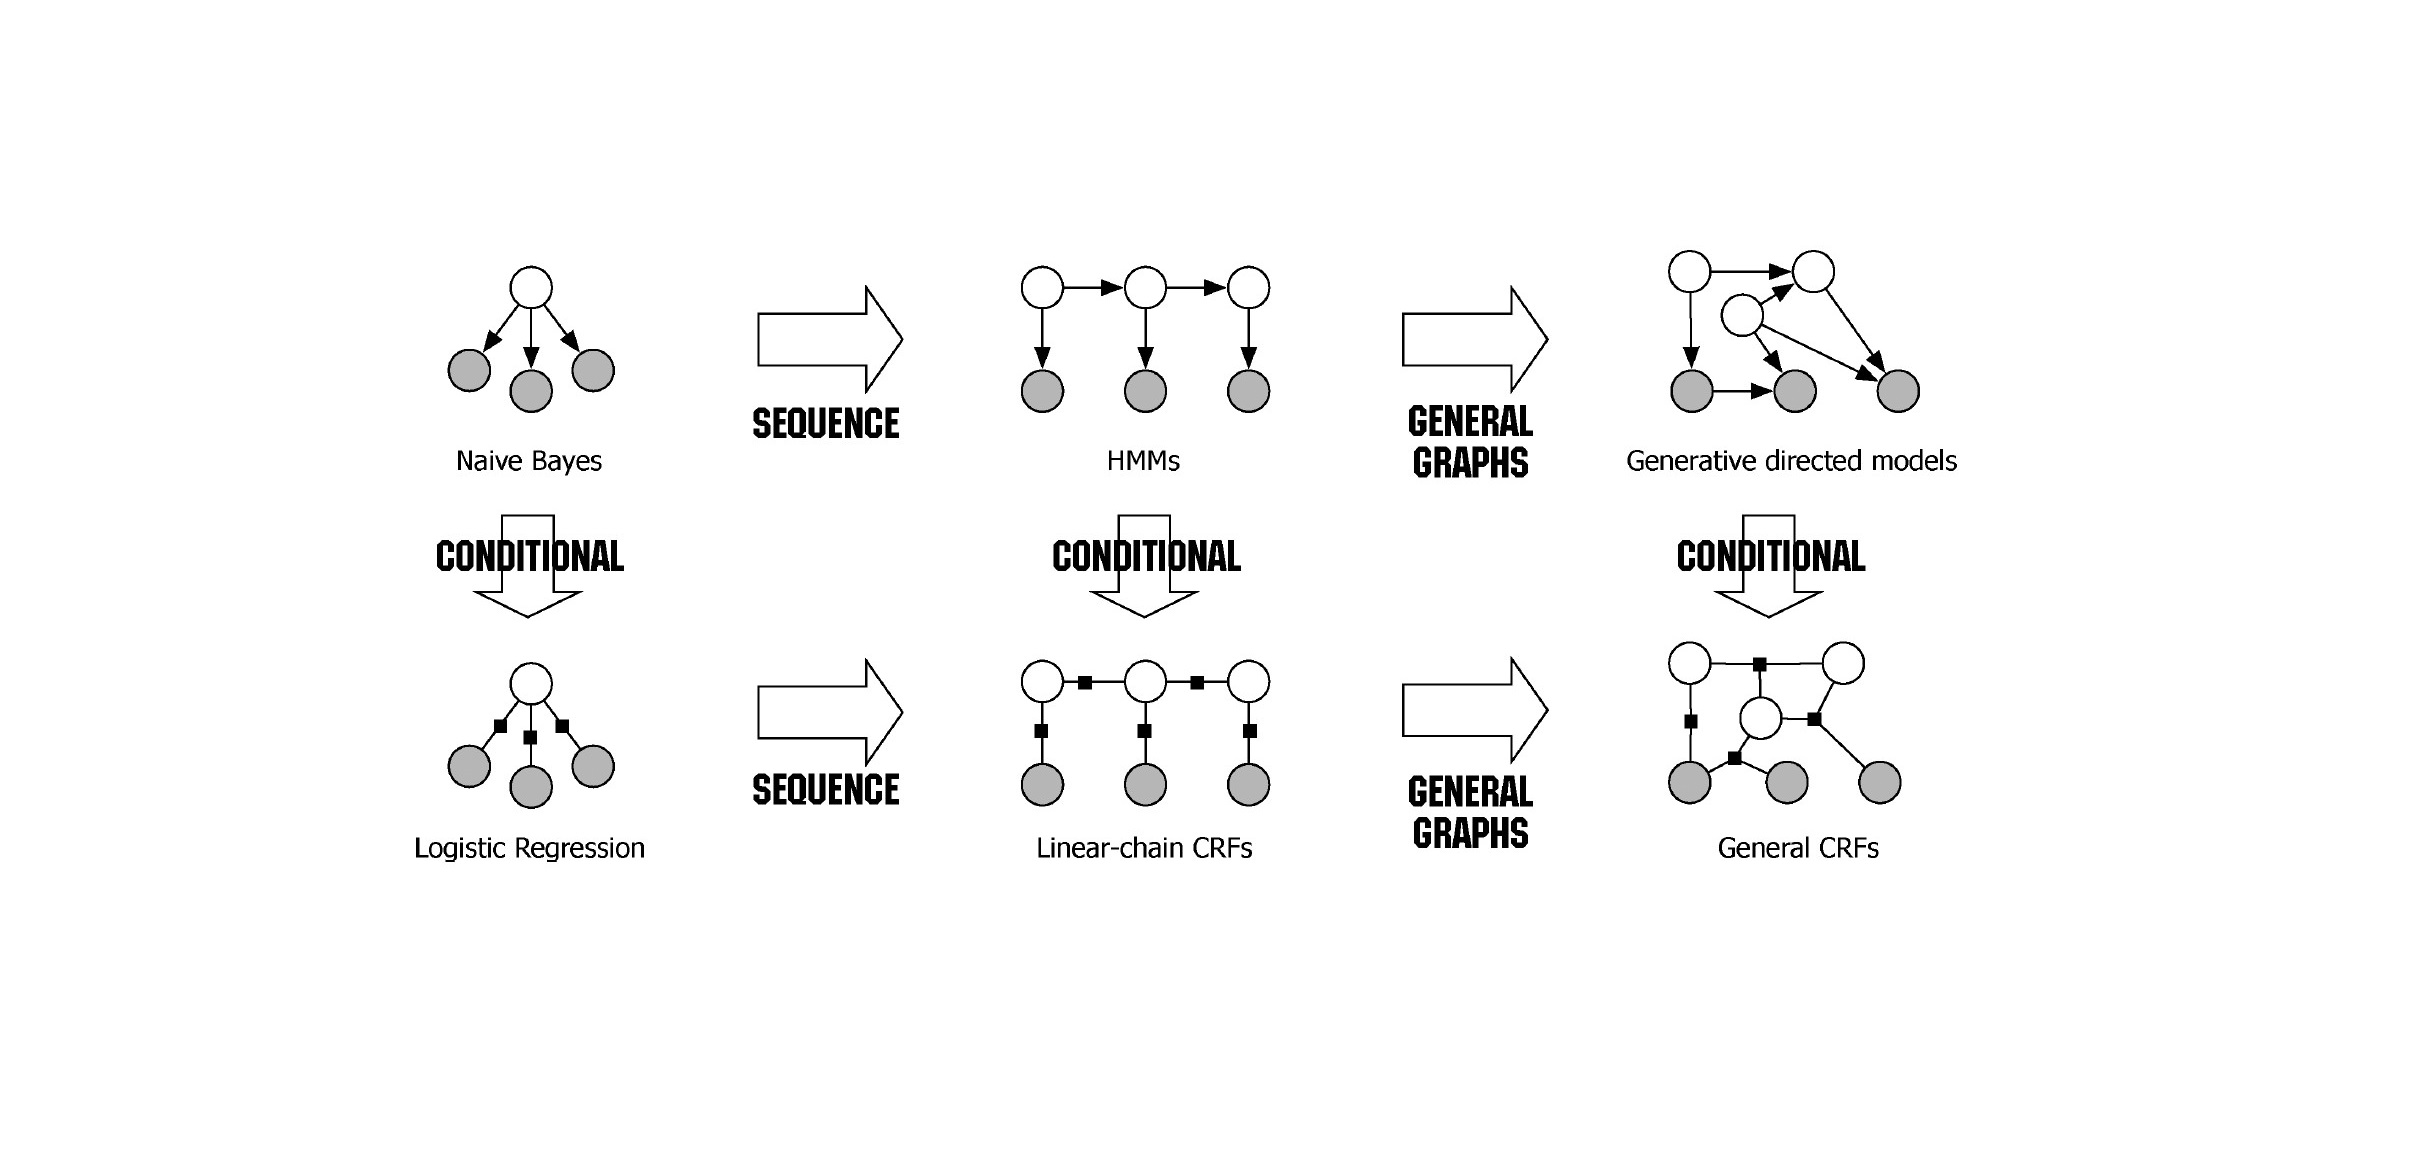 SEQUENCE
GENERAL
GRAPHS
Naive Bayes
HMMs
Generative directed models
CONDITIONAL
CONDITIONAL
CONDITIONAL
SEQUENCE
GENERAL
GRAPHS
Logistic Regression
Linear-chain CRFs
General CRFs